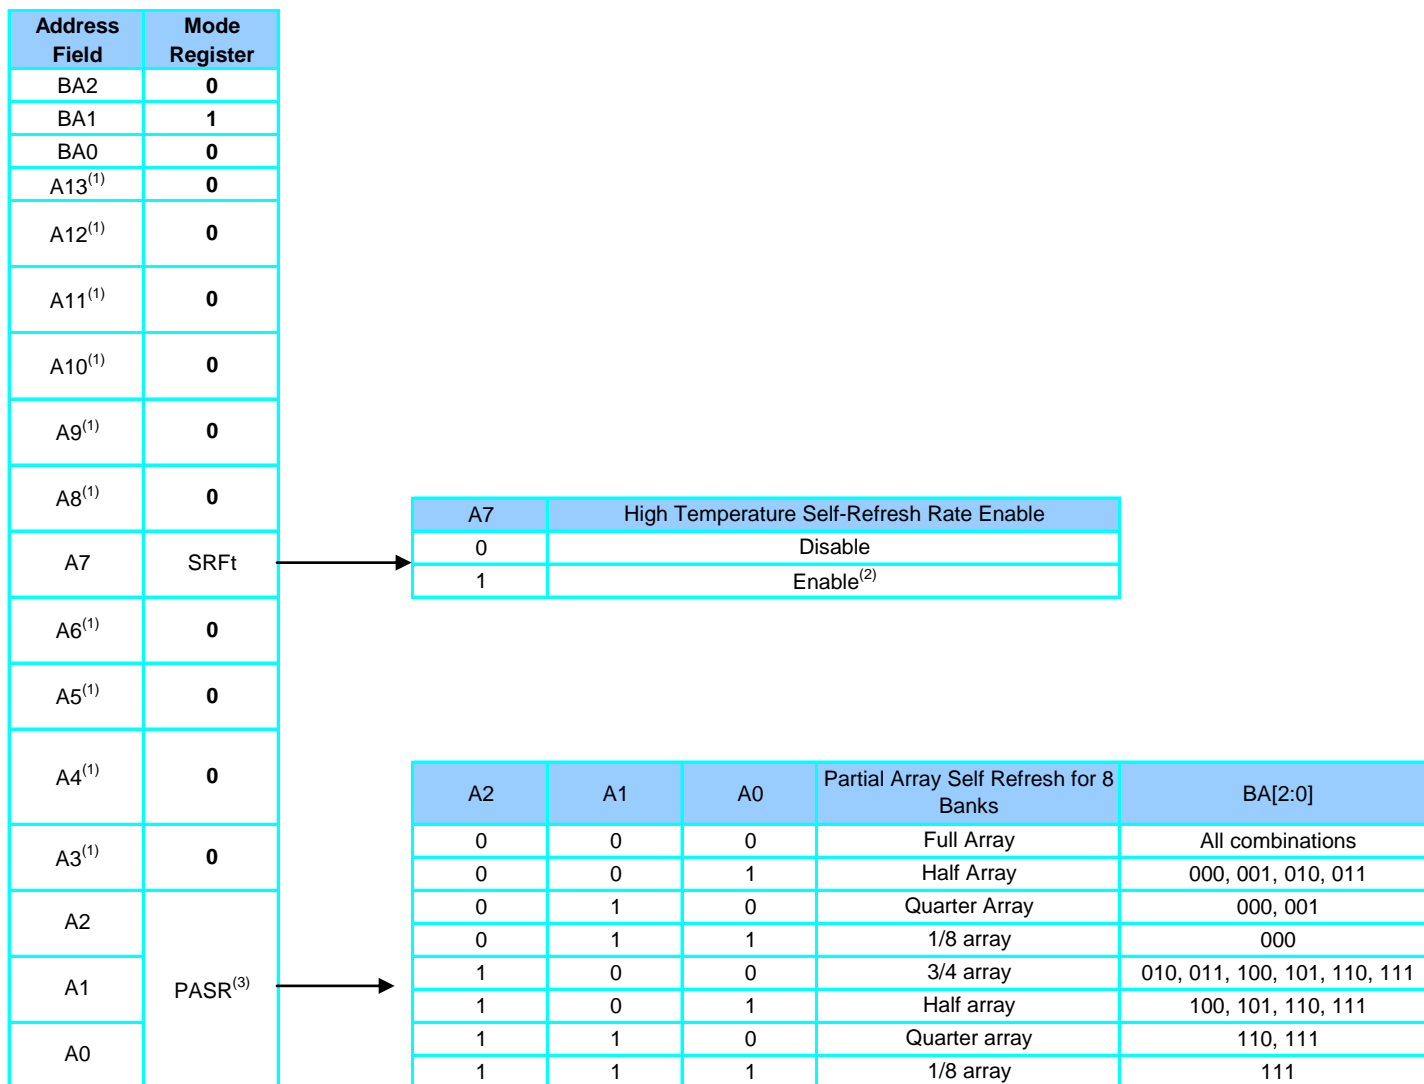 Address Field Mode Register
BA2 0
BA1 1
BA0 0
A13(1) 0
A12(1) 0
A11(1) 0
A10(1) 0
A9(1) 0
A8(1) 0
A7 SRFt
A6(1) 0
A5(1) 0
A4(1) 0
A3(1) 0
A2
A1 PASR(3)
A0
A7 High Temperature Self-Refresh Rate Enable
0 Disable
1 Enable(2)
A2 A1 A0 Partial Array Self Refresh for 8 Banks BA[2:0]
0 0 0 Full Array All combinations
0 0 1 Half Array 000, 001, 010, 011
0 1 0 Quarter Array 000, 001
0 1 1 1/8 array 000
1 0 0 3/4 array 010, 011, 100, 101, 110, 111
1 0 1 Half array 100, 101, 110, 111
1 1 0 Quarter array 110, 111
1 1 1 1/8 array 111